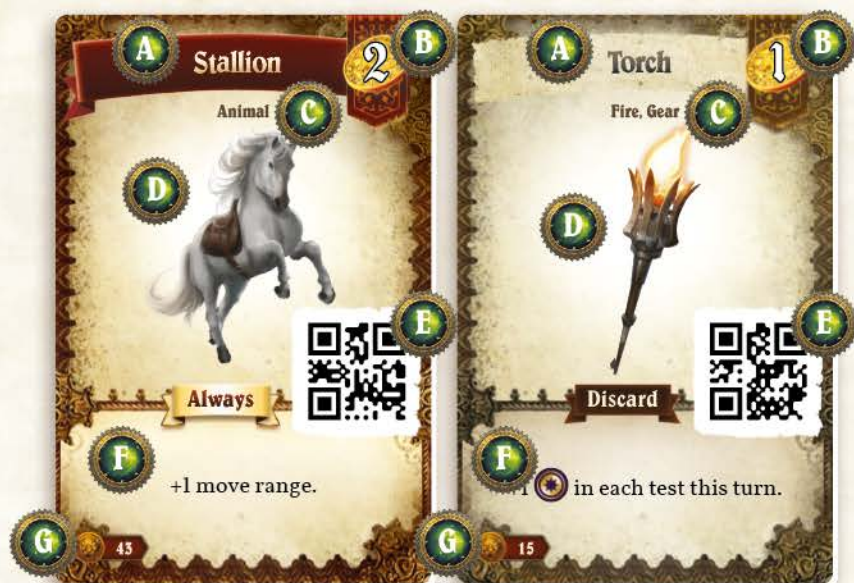 A
Stallion
2
B
Animal
C
D
E
Always
F
+1 move range.
G
43
A
Torch
1
B
Fire, Gear
C
D
E
Discard
F
1 in each test this turn.
G
15